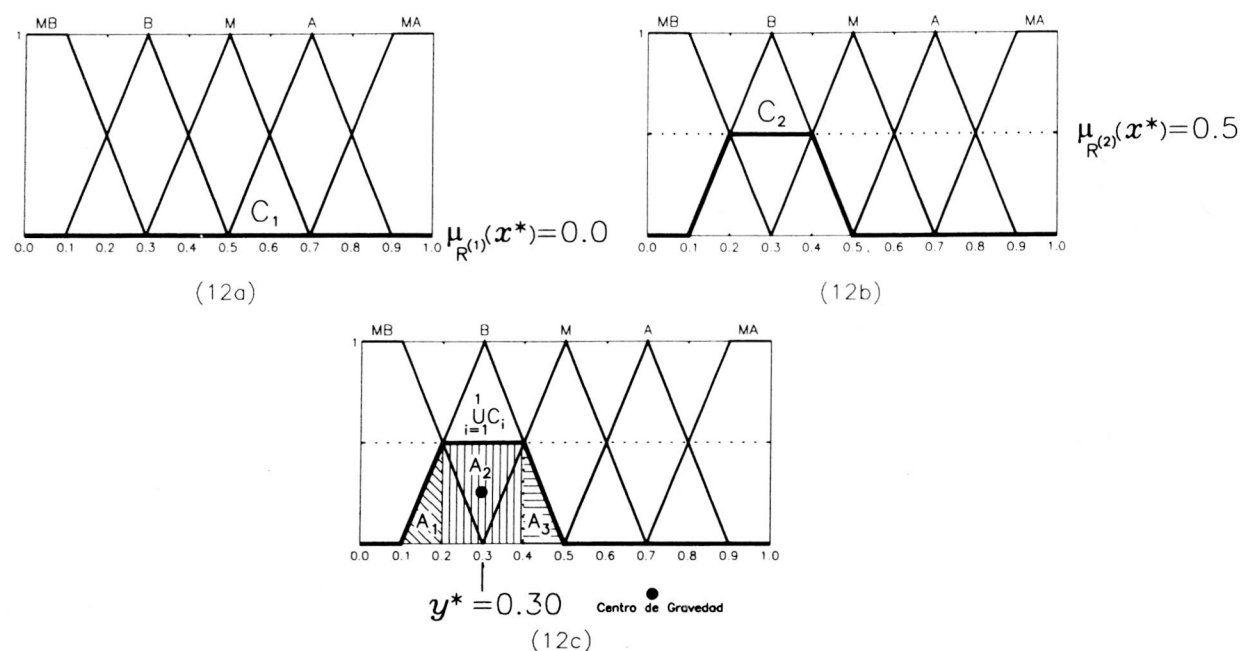 MB B M A MA
1
C₁
0.0 0.1 0.2 0.3 0.4 0.5 0.6 0.7 0.8 0.9 1.0
μ_R⁽¹⁾(x*)=0.0
(12a)
MB B M A MA
1
C₂
μ_R⁽²⁾(x*)=0.5
0.0 0.1 0.2 0.3 0.4 0.5 0.6 0.7 0.8 0.9 1.0
(12b)
MB B M A MA
1
1
UCᵢ
i=1
A₂
A₁ A₃
0.0 0.1 0.2 0.3 0.4 0.5 0.6 0.7 0.8 0.9 1.0
y*=0.30
Centro de Gravedad
(12c)